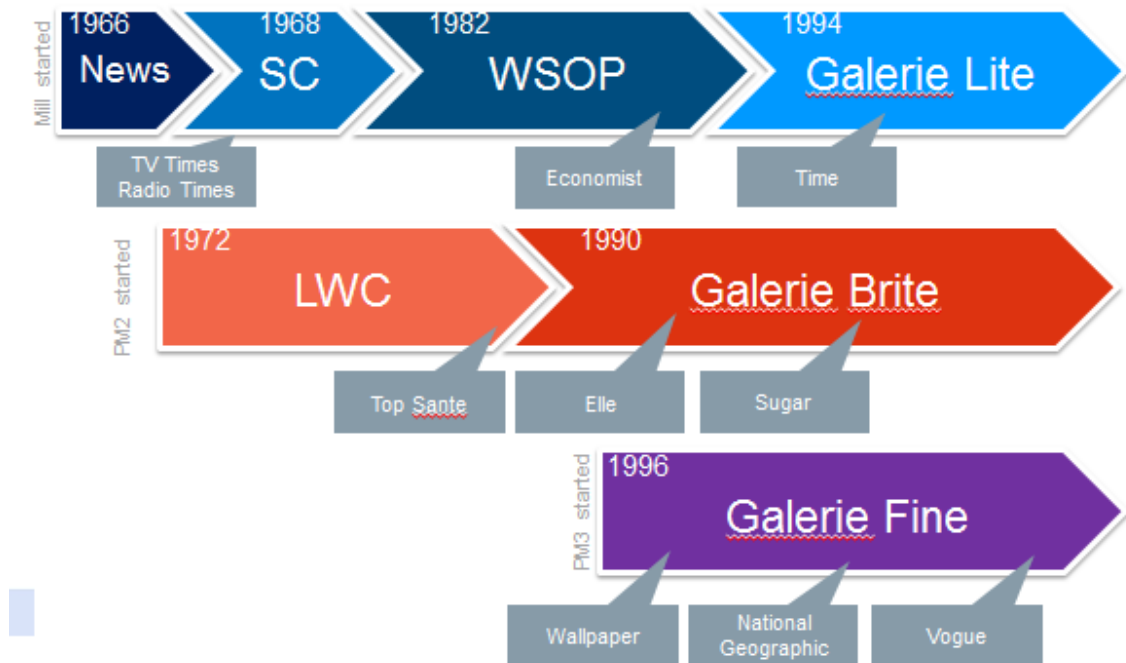 Mill started
1966
News
1968
SC
1982
WSOP
1994
Galerie Lite
TV Times
Radio Times
Economist
Time
PM2 started
1972
LWC
1990
Galerie Brite
Top Sante
Elle
Sugar
PM3 started
1996
Galerie Fine
Wallpaper
National
Geographic
Vogue